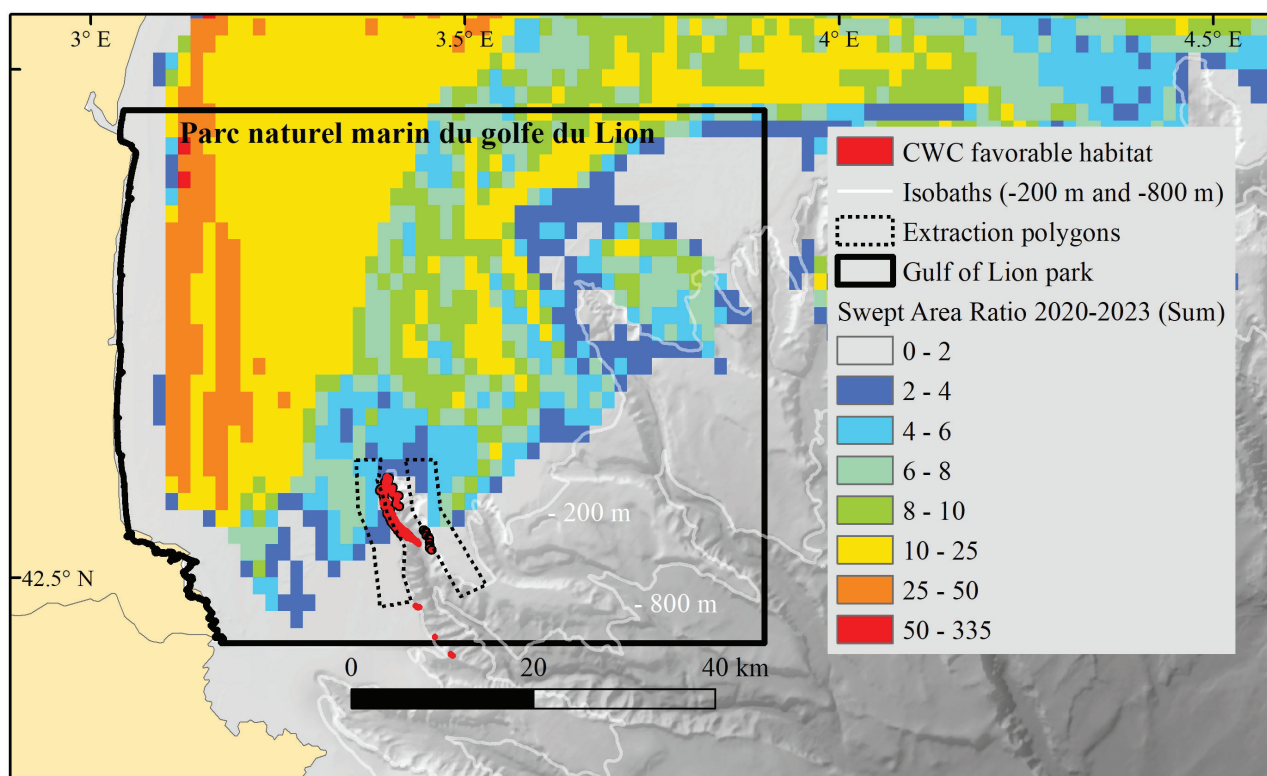 3° E
3.5° E
4° E
4.5° E
Parc naturel marin du golfe du Lion
CWC favorable habitat
Isobaths (-200 m and -800 m)
Extraction polygons
Gulf of Lion park
Swept Area Ratio 2020-2023 (Sum)
0 - 2
2 - 4
4 - 6
6 - 8
8 - 10
10 - 25
25 - 50
50 - 335
- 200 m
42.5° N
- 800 m
0
20
40 km